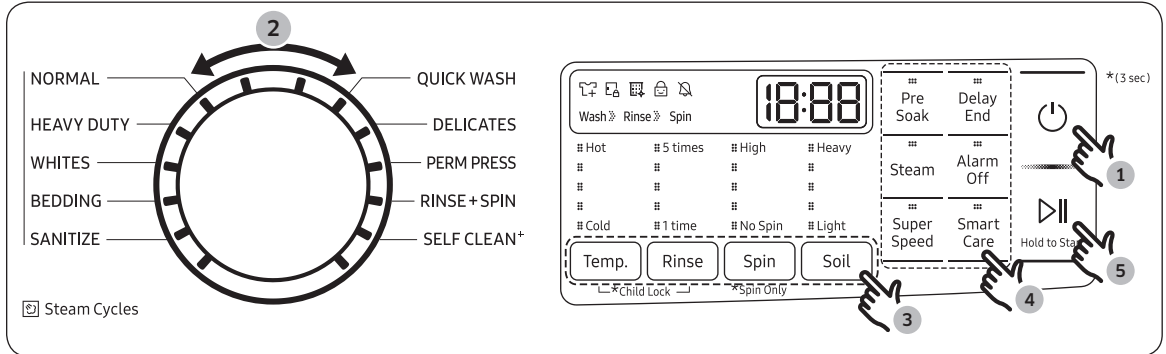 2
NORMAL
HEAVY DUTY
WHITES
BEDDING
SANITIZE
QUICK WASH
DELICATES
PERM PRESS
RINSE+SPIN
SELF CLEAN+
Steam Cycles
Wash» Rinse» Spin
18:88
Hot 5 times High Heavy
Cold 1 time No Spin Light
Temp. Rinse Spin Soil
*Child Lock *Spin Only
3
Pre Soak
Delay End
Steam
Alarm Off
Super Speed
Smart Care
4
*(3 sec)
1
Hold to Start
5